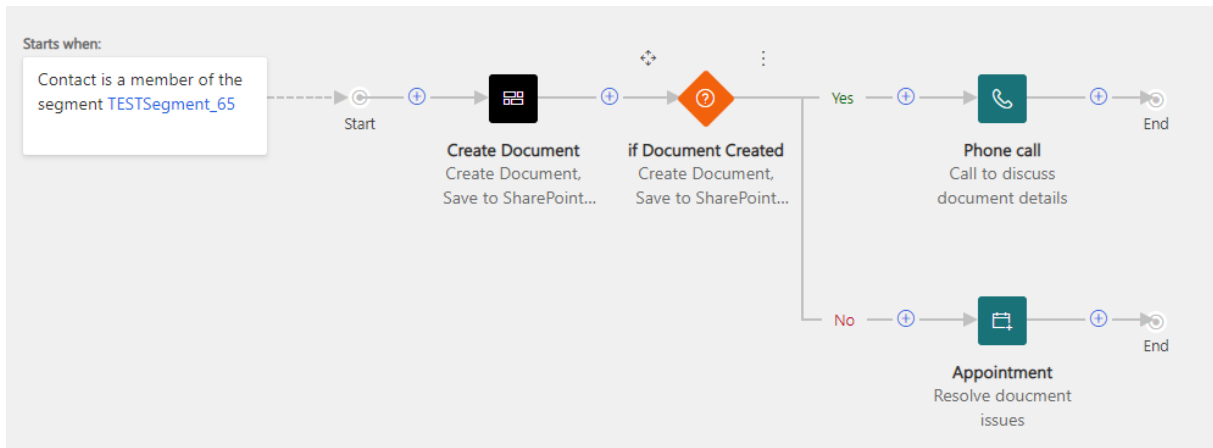 Starts when:
Contact is a member of the
segment TESTSegment_65
Start
Create Document
Create Document,
Save to SharePoint...
if Document Created
Create Document,
Save to SharePoint...
Yes
Phone call
Call to discuss
document details
End
No
Appointment
Resolve doucment
issues
End